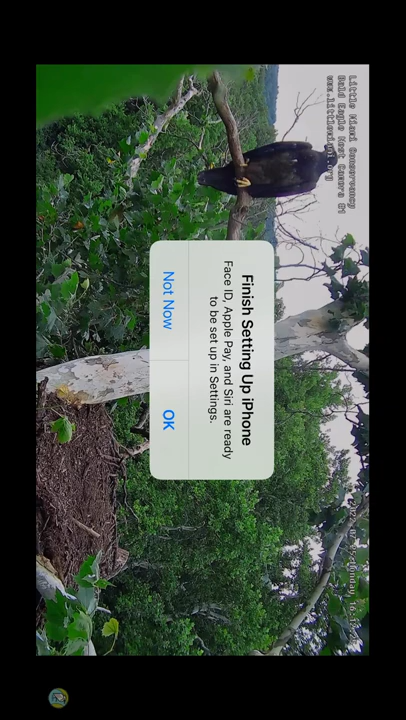 Little Miami Conservancy
Bald Eagle Nest Camera #1
www.littlemiami.org
Finish Setting Up iPhone
Face ID, Apple Pay, and Siri are ready
to be set up in Settings.
Not Now
OK